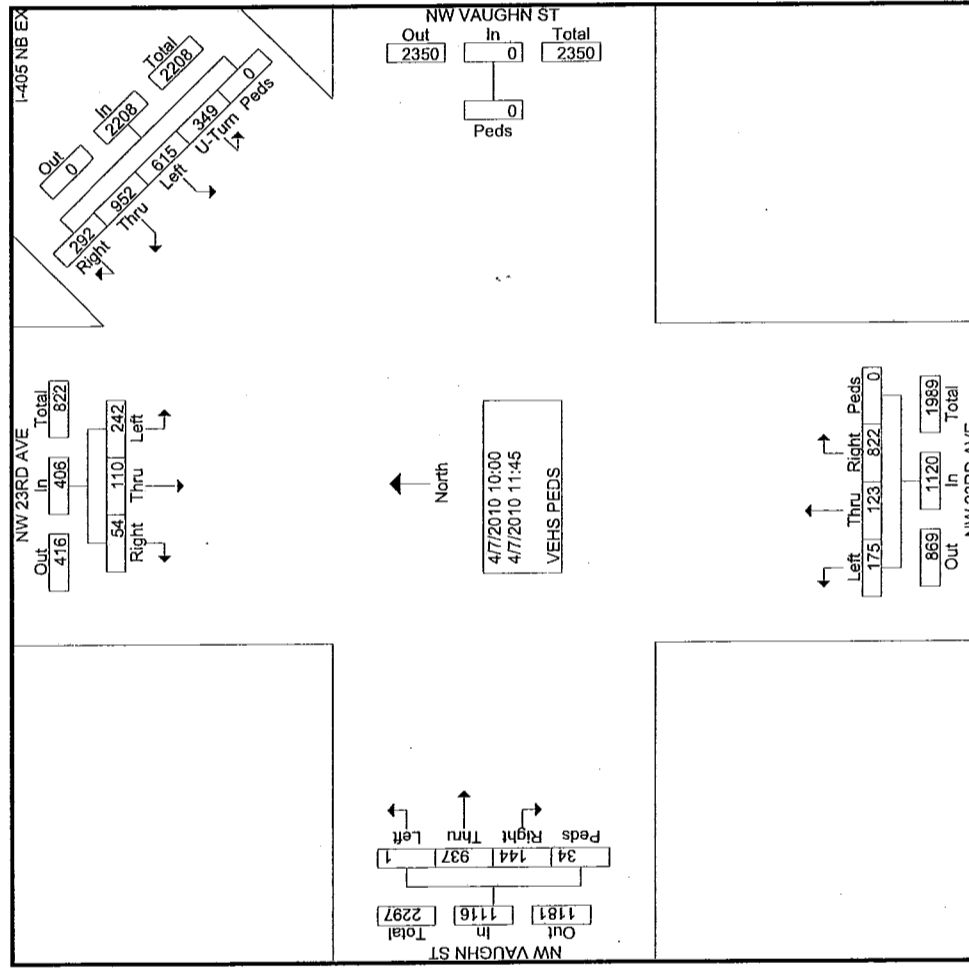 I-405 NB EX
Out In Total
0 2208 2208
292 952 615 349 0
Right Thru Left U-Turn Peds
NW VAUGHN ST
Out In Total
2350 0 2350
0
Peds
NW 23RD AVE
Out In Total
416 406 822
54 110 242
Right Thru Left
North
4/7/2010 10:00
4/7/2010 11:45
VEHS PEDS
Left Thru Right Peds
175 123 822 0
869 1120 1989
Out In Total
NW 23RD AVE
Left Thru Right Peds
1 937 144 34
2297 1116 1181
Total In Out
NW VAUGHN ST